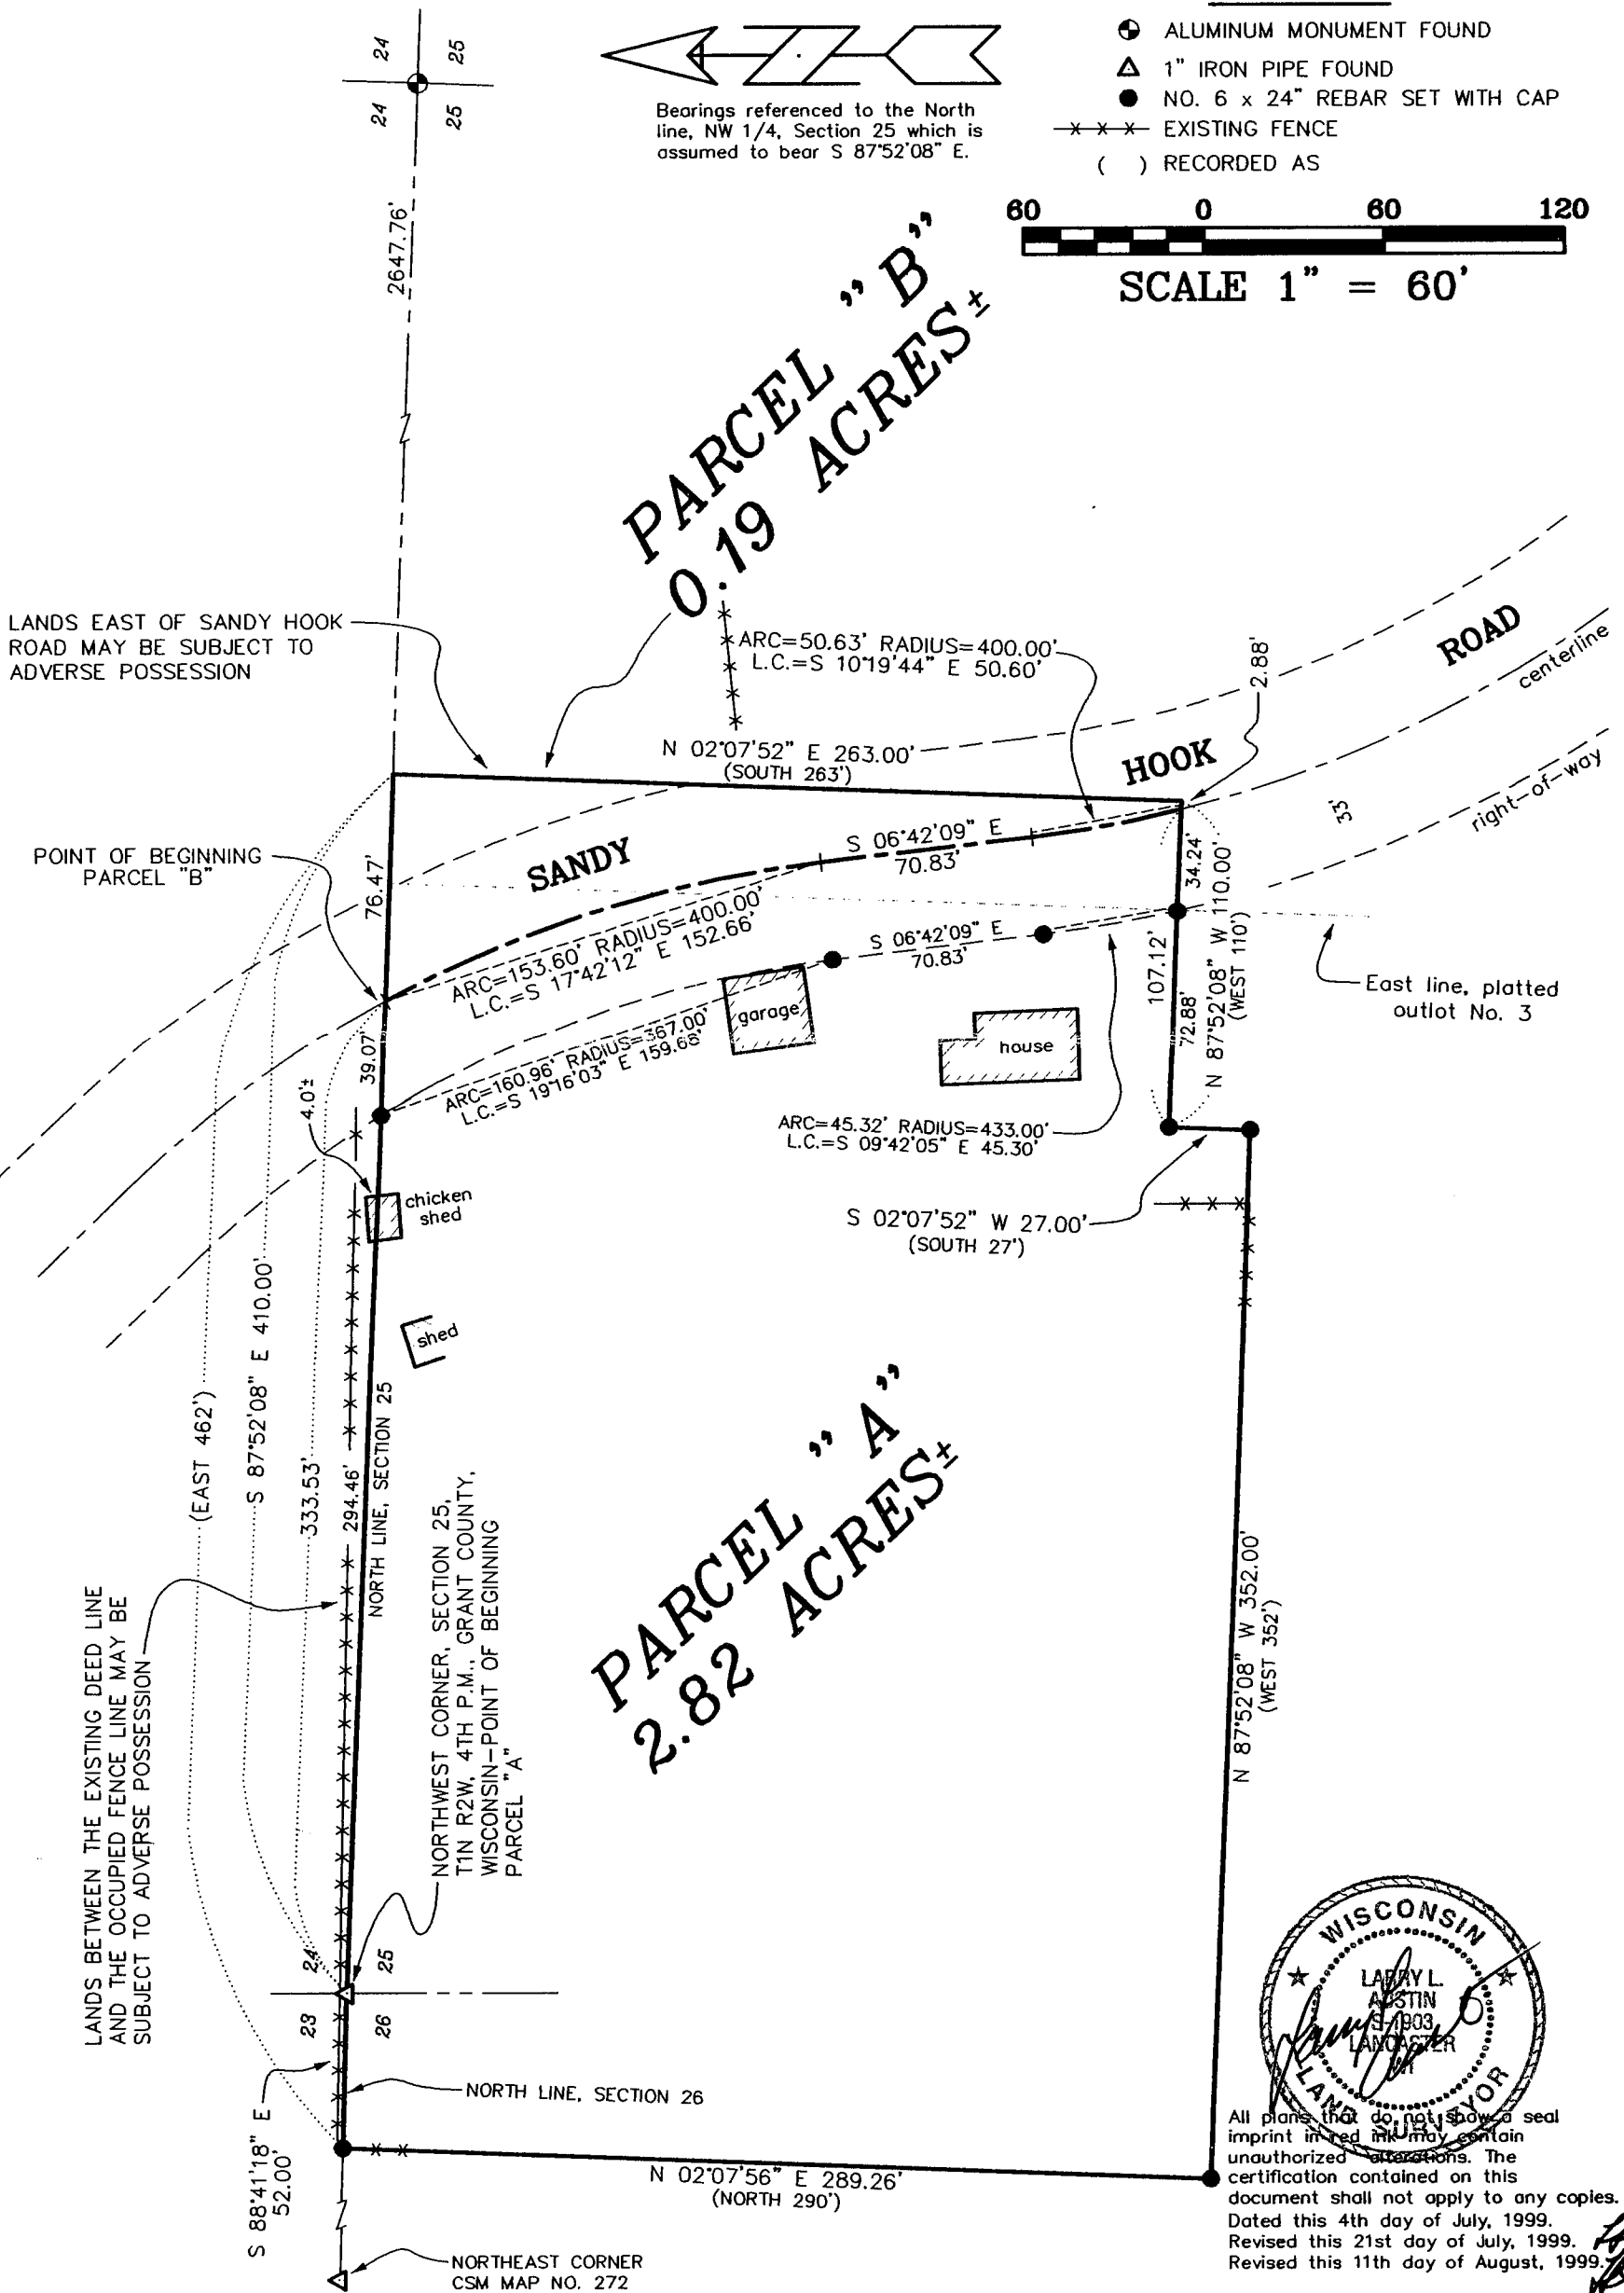 24
25
24
25
Bearings referenced to the North
line, NW 1/4, Section 25 which is
assumed to bear S 87°52'08" E.
ALUMINUM MONUMENT FOUND
1" IRON PIPE FOUND
NO. 6 x 24" REBAR SET WITH CAP
EXISTING FENCE
( ) RECORDED AS
60 0 60 120
SCALE 1" = 60'
2647.76'
PARCEL "B"
0.19 ACRES±
LANDS EAST OF SANDY HOOK
ROAD MAY BE SUBJECT TO
ADVERSE POSSESSION
ARC=50.63' RADIUS=400.00'
L.C.=S 10°19'44" E 50.60'
2.88'
ROAD
centerline
N 02°07'52" E 263.00'
(SOUTH 263')
HOOK
33'
right-of-way
POINT OF BEGINNING
PARCEL "B"
76.47'
SANDY
S 06°42'09" E
70.83'
34.24'
N 87°52'08" W 110.00'
(WEST 110')
ARC=153.60' RADIUS=400.00'
L.C.=S 17°42'12" E 152.66'
S 06°42'09" E
70.83'
107.12'
72.88'
East line, platted
outlot No. 3
39.07'
garage
house
ARC=160.96' RADIUS=367.00'
L.C.=S 19°16'03" E 159.68'
4.0'±
ARC=45.32' RADIUS=433.00'
L.C.=S 09°42'05" E 45.30'
chicken
shed
S 02°07'52" W 27.00'
(SOUTH 27')
shed
(EAST 462')
S 87°52'08" E 410.00'
333.53'
294.46'
NORTH LINE, SECTION 25
PARCEL "A"
2.82 ACRES±
N 87°52'08" W 352.00'
(WEST 352')
LANDS BETWEEN THE EXISTING DEED LINE
AND THE OCCUPIED FENCE LINE MAY BE
SUBJECT TO ADVERSE POSSESSION
NORTHWEST CORNER, SECTION 25,
T1N R2W, 4TH P.M., GRANT COUNTY,
WISCONSIN-POINT OF BEGINNING
PARCEL "A"
24
25
23
26
NORTH LINE, SECTION 26
S 88°41'18" E
52.00'
N 02°07'56" E 289.26'
(NORTH 290')
NORTHEAST CORNER
CSM MAP NO. 272
WISCONSIN
LARRY L.
AUSTIN
S-1903
LANCASTER
LAND SURVEYOR
All plans that do not show a seal
imprint in red ink may contain
unauthorized alterations. The
certification contained on this
document shall not apply to any copies.
Dated this 4th day of July, 1999.
Revised this 21st day of July, 1999.
Revised this 11th day of August, 1999.